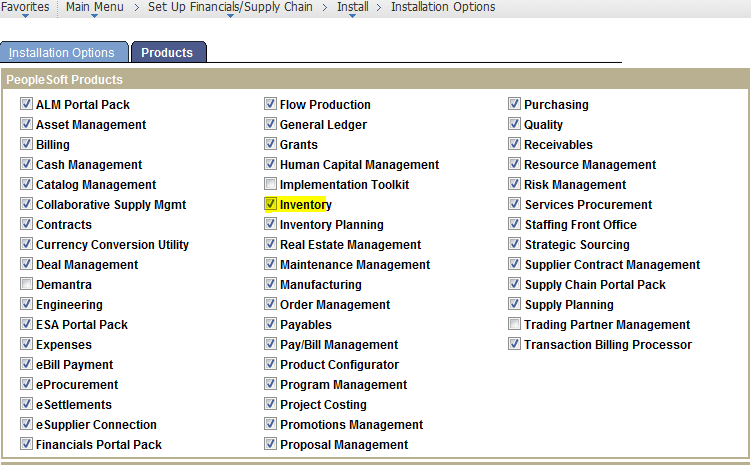 Favorites Main Menu > Set Up Financials/Supply Chain > Install > Installation Options
Installation Options Products
PeopleSoft Products
ALM Portal Pack Flow Production Purchasing
Asset Management General Ledger Quality
Billing Grants Receivables
Cash Management Human Capital Management Resource Management
Catalog Management Implementation Toolkit Risk Management
Collaborative Supply Mgmt Inventory Services Procurement
Contracts Inventory Planning Staffing Front Office
Currency Conversion Utility Real Estate Management Strategic Sourcing
Deal Management Maintenance Management Supplier Contract Management
Demantra Manufacturing Supply Chain Portal Pack
Engineering Order Management Supply Planning
ESA Portal Pack Payables Trading Partner Management
Expenses Pay/Bill Management Transaction Billing Processor
eBill Payment Product Configurator
eProcurement Program Management
eSettlements Project Costing
eSupplier Connection Promotions Management
Financials Portal Pack Proposal Management